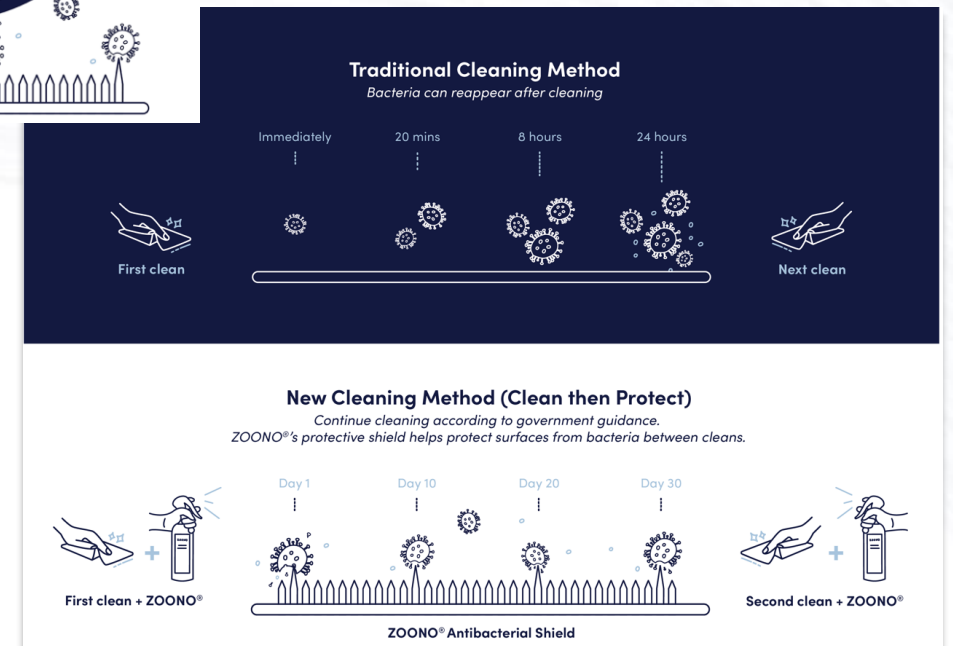 Traditional Cleaning Method
Bacteria can reappear after cleaning
Immediately
20 mins
8 hours
24 hours
First clean
Next clean
New Cleaning Method (Clean then Protect)
Continue cleaning according to government guidance.
ZOONO®'s protective shield helps protect surfaces from bacteria between cleans.
Day 1
Day 10
Day 20
Day 30
First clean + ZOONO®
Second clean + ZOONO®
ZOONO® Antibacterial Shield